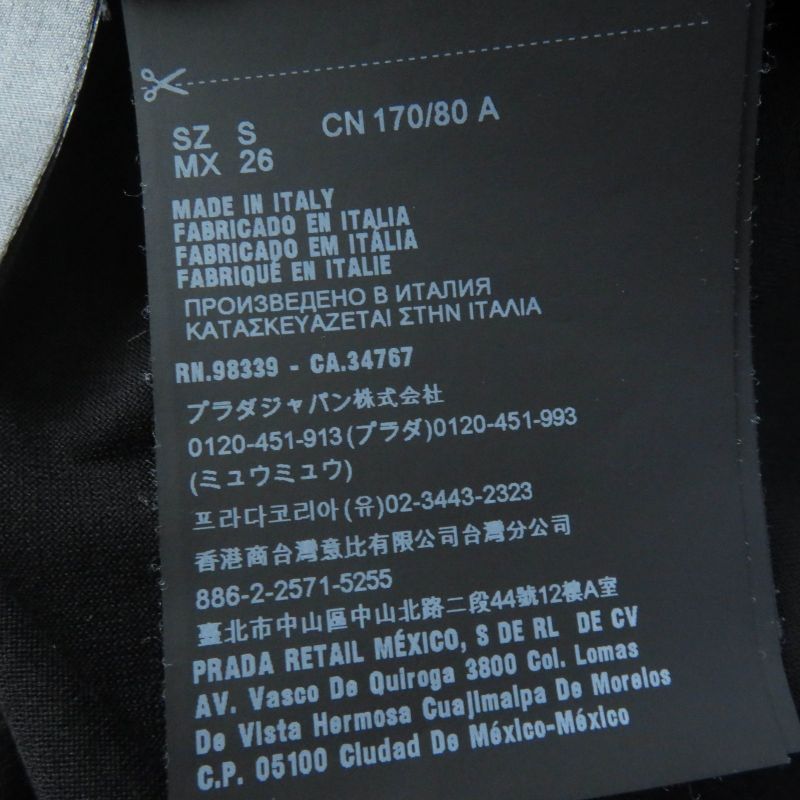 SZ S CN 170/80 A
MX 26
MADE IN ITALY
FABRICADO EN ITALIA
FABRICADO EM ITÁLIA
FABRIQUÉ EN ITALIE
ПРОИЗВЕДЕНО В ИТАЛИЯ
ΚΑΤΑΣΚΕΥΑΖΕΤΑΙ ΣΤΗΝ ΙΤΑΛΙΑ
RN.98339 - CA.34767
プラダジャパン株式会社
0120-451-913(プラダ)0120-451-993
(ミュウミュウ)
프라다코리아(유)02-3443-2323
香港商台灣意比有限公司台灣分公司
886-2-2571-5255
臺北市中山區中山北路二段44號12樓A室
PRADA RETAIL MÉXICO, S DE RL DE CV
AV. Vasco De Quiroga 3800 Col. Lomas
De Vista Hermosa Cuajimalpa De Morelos
C.P. 05100 Ciudad De México-México